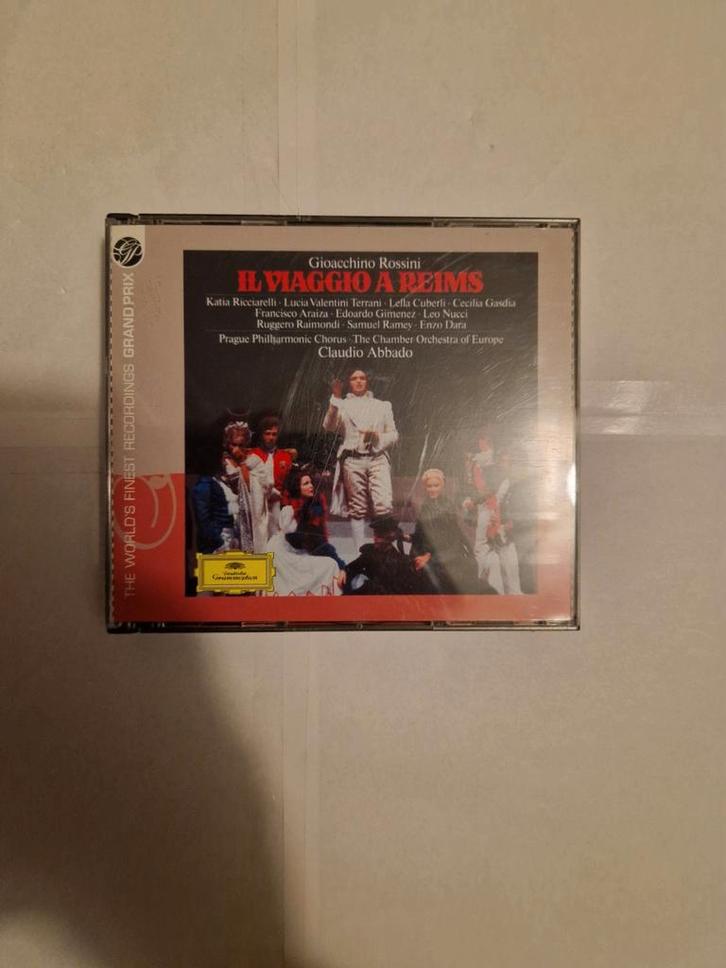 GP
THE WORLD'S FINEST RECORDINGS GRAND PRIX
Gioacchino Rossini
IL VIAGGIO A REIMS
Katia Ricciarelli · Lucia Valentini Terrani · Lella Cuberli · Cecilia Gasdia
Francisco Araiza · Edoardo Gimenez · Leo Nucci
Ruggero Raimondi · Samuel Ramey · Enzo Dara
Prague Philharmonic Chorus · The Chamber Orchestra of Europe
Claudio Abbado
Deutsche
Grammophon